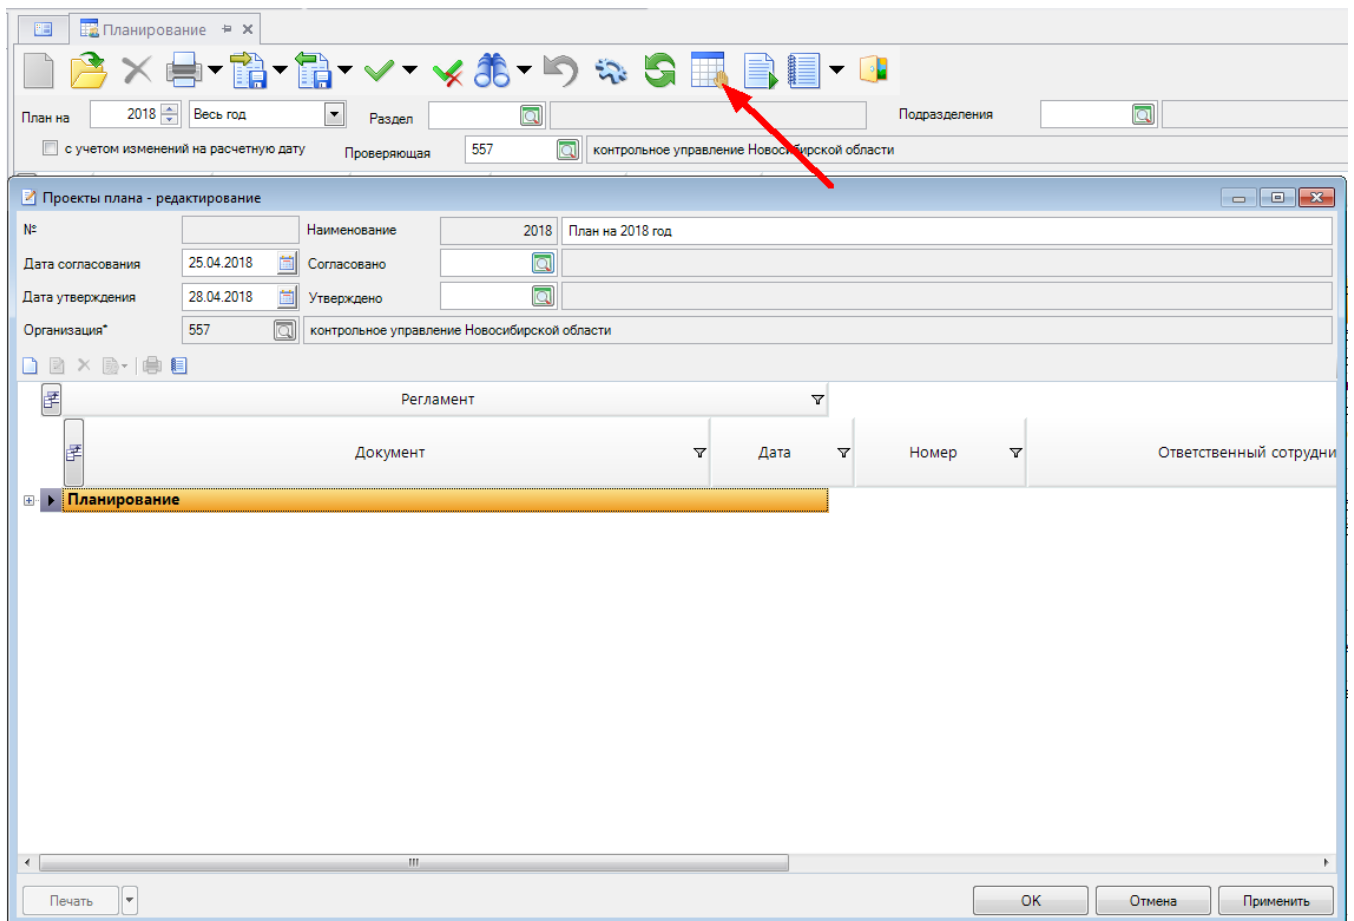 Планирование
План на 2018 Весь год Раздел Подразделения
с учетом изменений на расчетную дату Проверяющая 557 контрольное управление Новосибирской области
Проекты плана - редактирование
№ Наименование 2018 План на 2018 год
Дата согласования 25.04.2018 Согласовано
Дата утверждения 28.04.2018 Утверждено
Организация* 557 контрольное управление Новосибирской области
Регламент
Документ Дата Номер Ответственный сотрудни
Планирование
Печать OK Отмена Применить